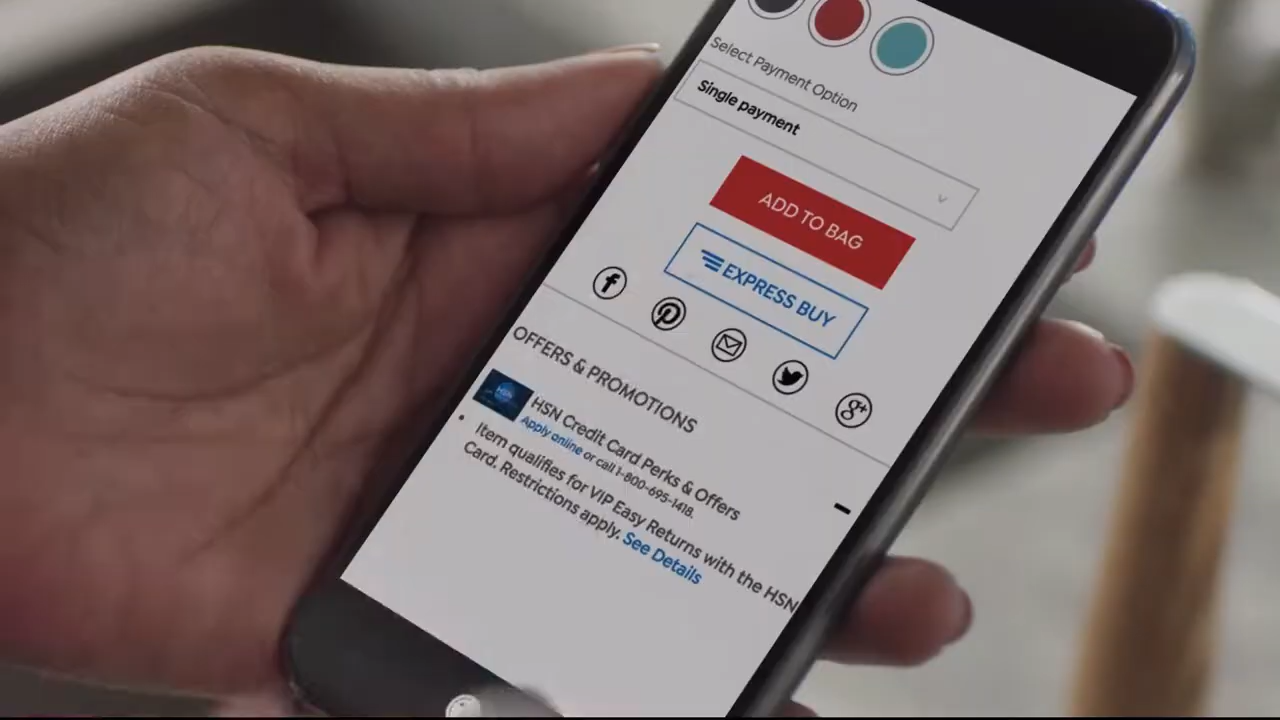 Select Payment Option
Single payment
ADD TO BAG
EXPRESS BUY
OFFERS & PROMOTIONS
HSN
HSN Credit Card Perks & Offers
Apply online or call 1-800-695-1418.
Item qualifies for VIP Easy Returns with the HSN
Card. Restrictions apply. See Details